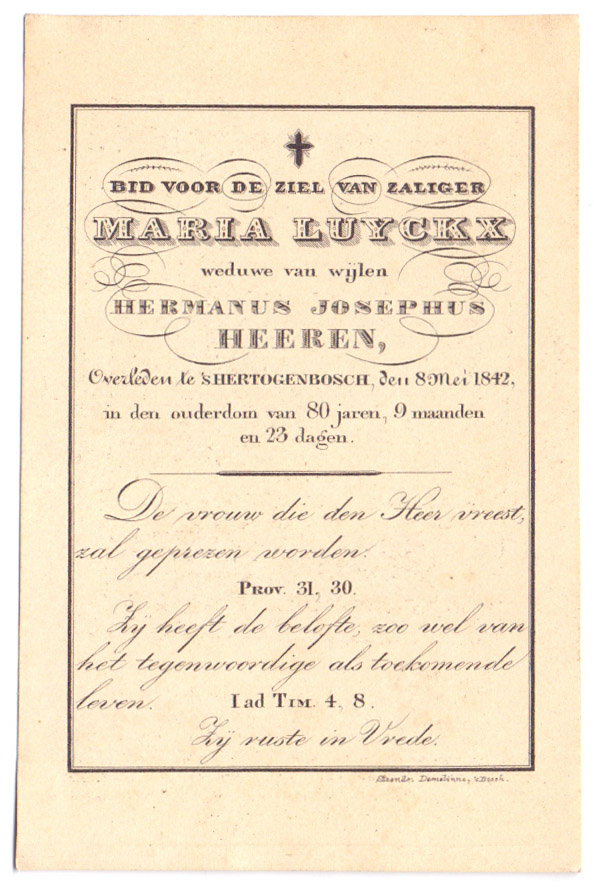 BID VOOR DE ZIEL VAN ZALIGER
MARIA LUYCKX
weduwe van wijlen
HERMANUS JOSEPHUS
HEEREN,
Overleden te 'sHERTOGENBOSCH, den 8 Mei 1842,
in den ouderdom van 80 jaren, 9 maanden
en 23 dagen.
De vrouw die den Heer vreest,
zal geprezen worden.
PROV. 31, 30.
Zij heeft de belofte, zoo wel van
het tegenwoordige als toekomende
leven. I ad TIM. 4, 8.
Zij ruste in Vrede.
Demelinne, 'sBosch.